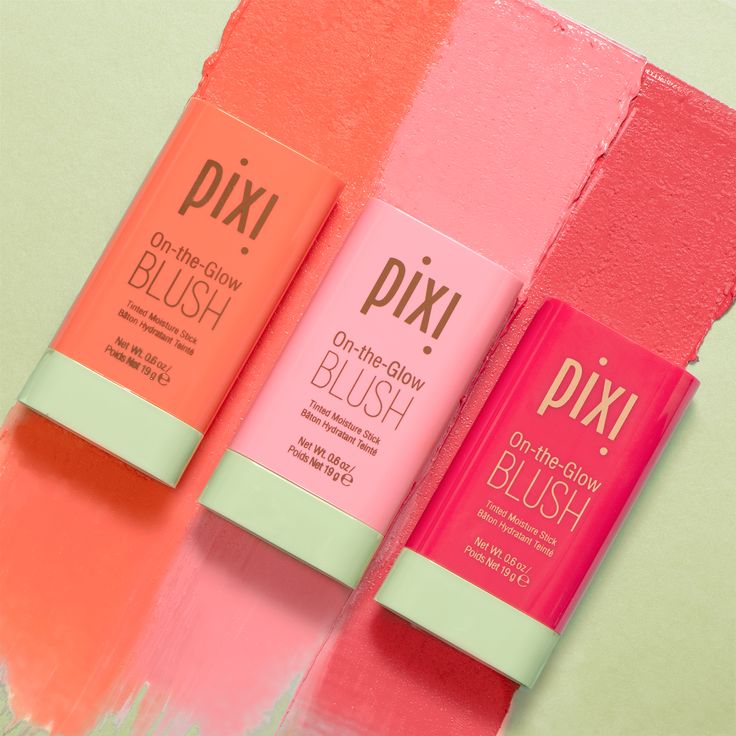 pixi
On-the-Glow
BLUSH
Tinted Moisture Stick
Bâton Hydratant Teinté
Net Wt. 0.6 oz/
Poids Net 19 g ℮
pixi
On-the-Glow
BLUSH
Tinted Moisture Stick
Bâton Hydratant Teinté
Net Wt. 0.6 oz/
Poids Net 19 g ℮
pixi
On-the-Glow
BLUSH
Tinted Moisture Stick
Bâton Hydratant Teinté
Net Wt. 0.6 oz/
Poids Net 19 g ℮